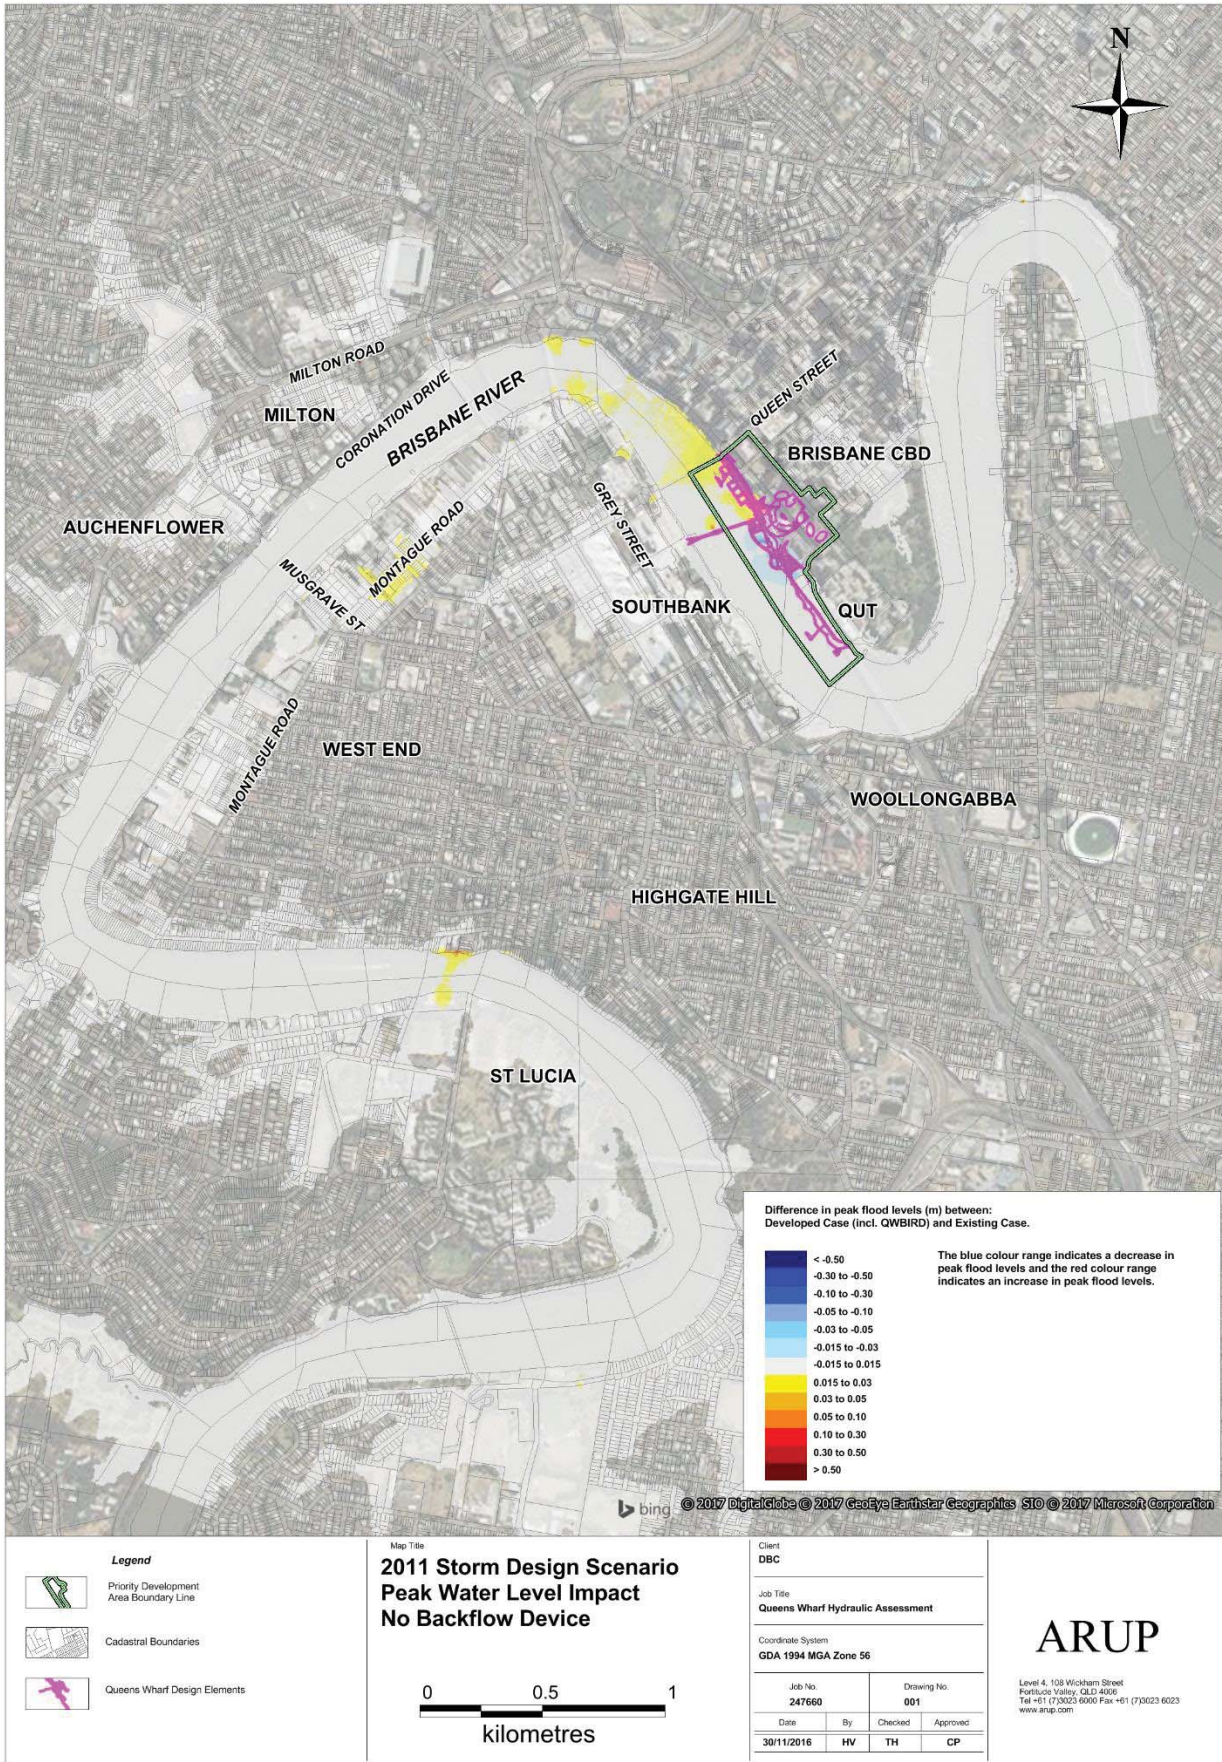 N
MILTON ROAD
MILTON
CORONATION DRIVE
BRISBANE RIVER
QUEEN STREET
BRISBANE CBD
AUCHENFLOWER
MONTAGUE ROAD
GREY STREET
MUSGRAVE ST
SOUTHBANK
QUT
MONTAGUE ROAD
WEST END
WOOLLONGABBA
HIGHGATE HILL
ST LUCIA
Difference in peak flood levels (m) between:
Developed Case (incl. QWBIRD) and Existing Case.
< -0.50
-0.30 to -0.50
-0.10 to -0.30
-0.05 to -0.10
-0.03 to -0.05
-0.015 to -0.03
-0.015 to 0.015
0.015 to 0.03
0.03 to 0.05
0.05 to 0.10
0.10 to 0.30
0.30 to 0.50
> 0.50
The blue colour range indicates a decrease in
peak flood levels and the red colour range
indicates an increase in peak flood levels.
bing © 2017 DigitalGlobe © 2017 GeoEye Earthstar Geographics SIO © 2017 Microsoft Corporation
Legend
Priority Development
Area Boundary Line
Cadastral Boundaries
Queens Wharf Design Elements
Map Title
2011 Storm Design Scenario
Peak Water Level Impact
No Backflow Device
0 0.5 1
kilometres
Client
DBC
Job Title
Queens Wharf Hydraulic Assessment
Coordinate System
GDA 1994 MGA Zone 56
Job No. Drawing No.
247660 001
Date By Checked Approved
30/11/2016 HV TH CP
ARUP
Level 4, 108 Wickham Street
Fortitude Valley, QLD 4006
Tel +61 (7)3023 6000 Fax +61 (7)3023 6023
www.arup.com